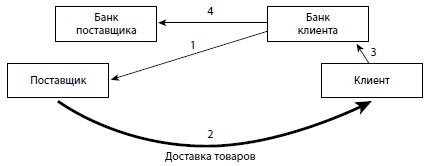 Банк
поставщика
4
Банк
клиента
1
3
Поставщик
Клиент
2
Доставка товаров